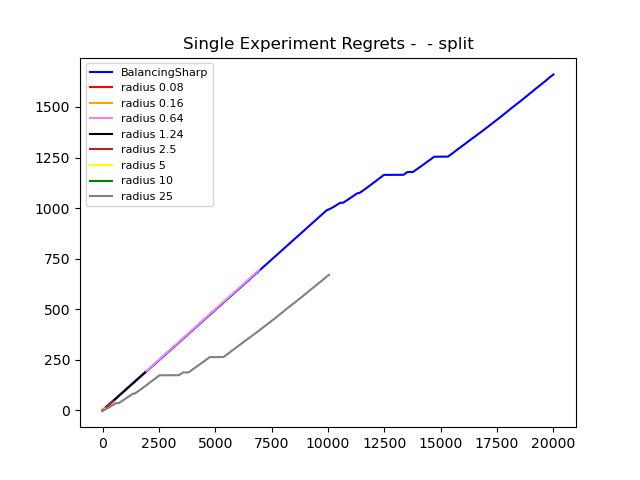 Single Experiment Regrets -  - split
BalancingSharp
radius 0.08
radius 0.16
radius 0.64
radius 1.24
radius 2.5
radius 5
radius 10
radius 25
1500
1250
1000
750
500
250
0
0 2500 5000 7500 10000 12500 15000 17500 20000